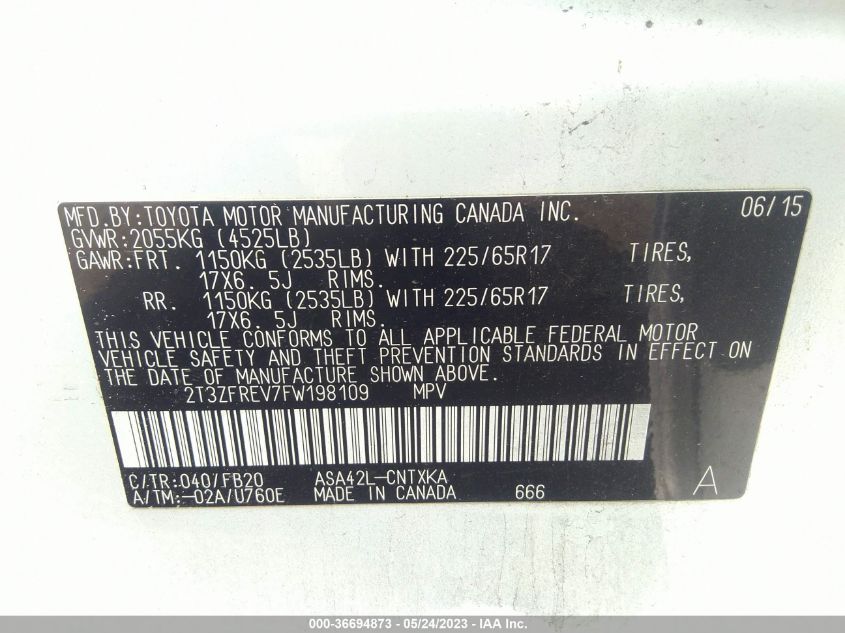 MFD.BY:TOYOTA MOTOR MANUFACTURING CANADA INC. 06/15
GVWR:2055KG (4525LB)
GAWR:FRT. 1150KG (2535LB) WITH 225/65R17 TIRES,
17X6. 5J RIMS.
RR. 1150KG (2535LB) WITH 225/65R17 TIRES,
17X6. 5J RIMS.
THIS VEHICLE CONFORMS TO ALL APPLICABLE FEDERAL MOTOR
VEHICLE SAFETY AND THEFT PREVENTION STANDARDS IN EFFECT ON
THE DATE OF MANUFACTURE SHOWN ABOVE.
2T3ZFREV7FW198109 MPV
C/TR:040/FB20 ASA42L-CNTXKA A
A/TM:-02A/U760E MADE IN CANADA 666
000-36694873 - 05/24/2023 - IAA Inc.